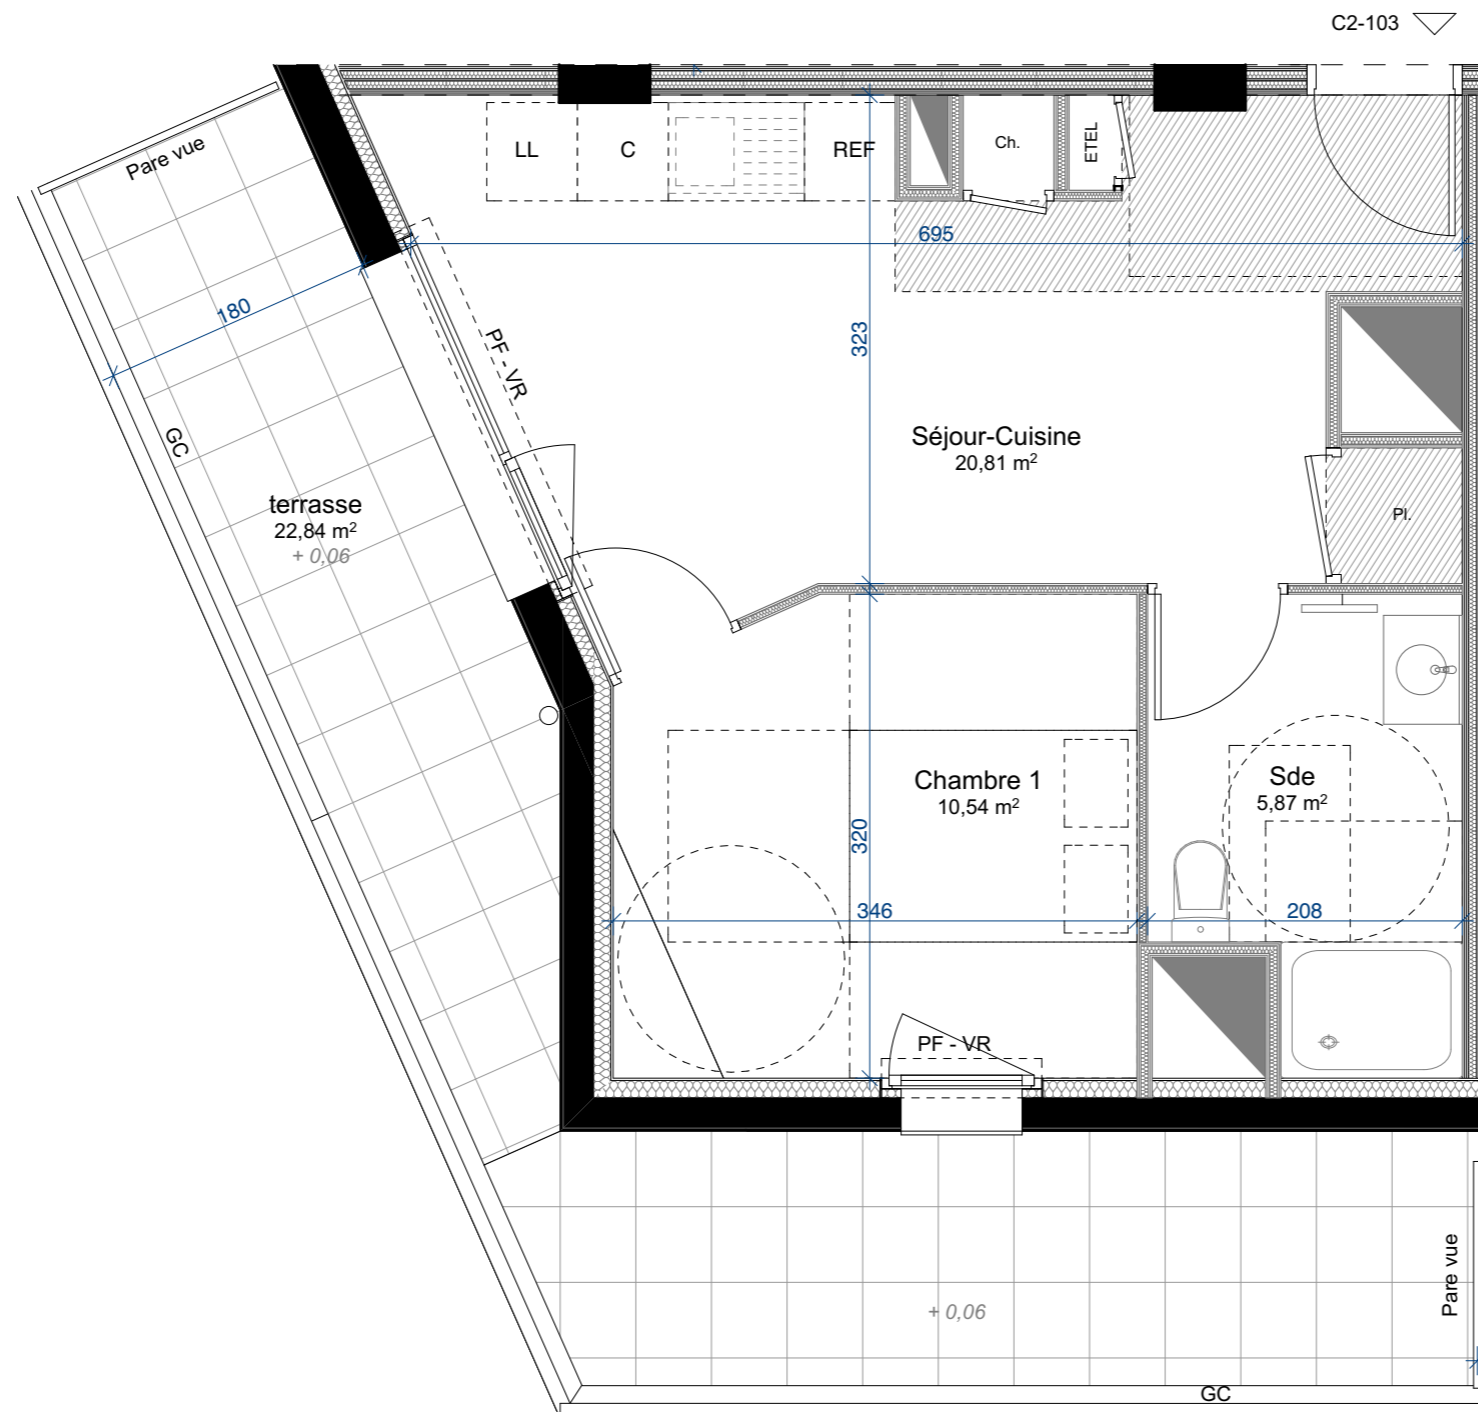 C2-103
Pare vue
LL
C
REF
Ch.
ETEL
695
180
PF - VR
323
GC
Séjour-Cuisine
20,81 m²
terrasse
22,84 m²
+ 0,06
Pl.
Chambre 1
10,54 m²
Sde
5,87 m²
320
346
208
PF - VR
Pare vue
+ 0,06
GC